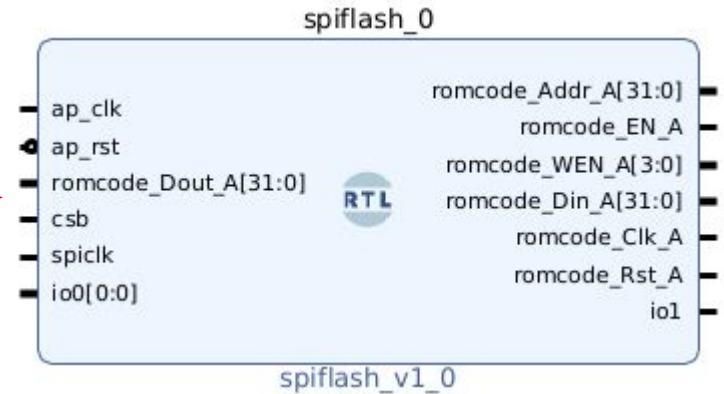 spiflash_0
ap_clk
ap_rst
romcode_Dout_A[31:0]
csb
spiclk
io0[0:0]
RTL
romcode_Addr_A[31:0]
romcode_EN_A
romcode_WEN_A[3:0]
romcode_Din_A[31:0]
romcode_Clk_A
romcode_Rst_A
io1
spiflash_v1_0